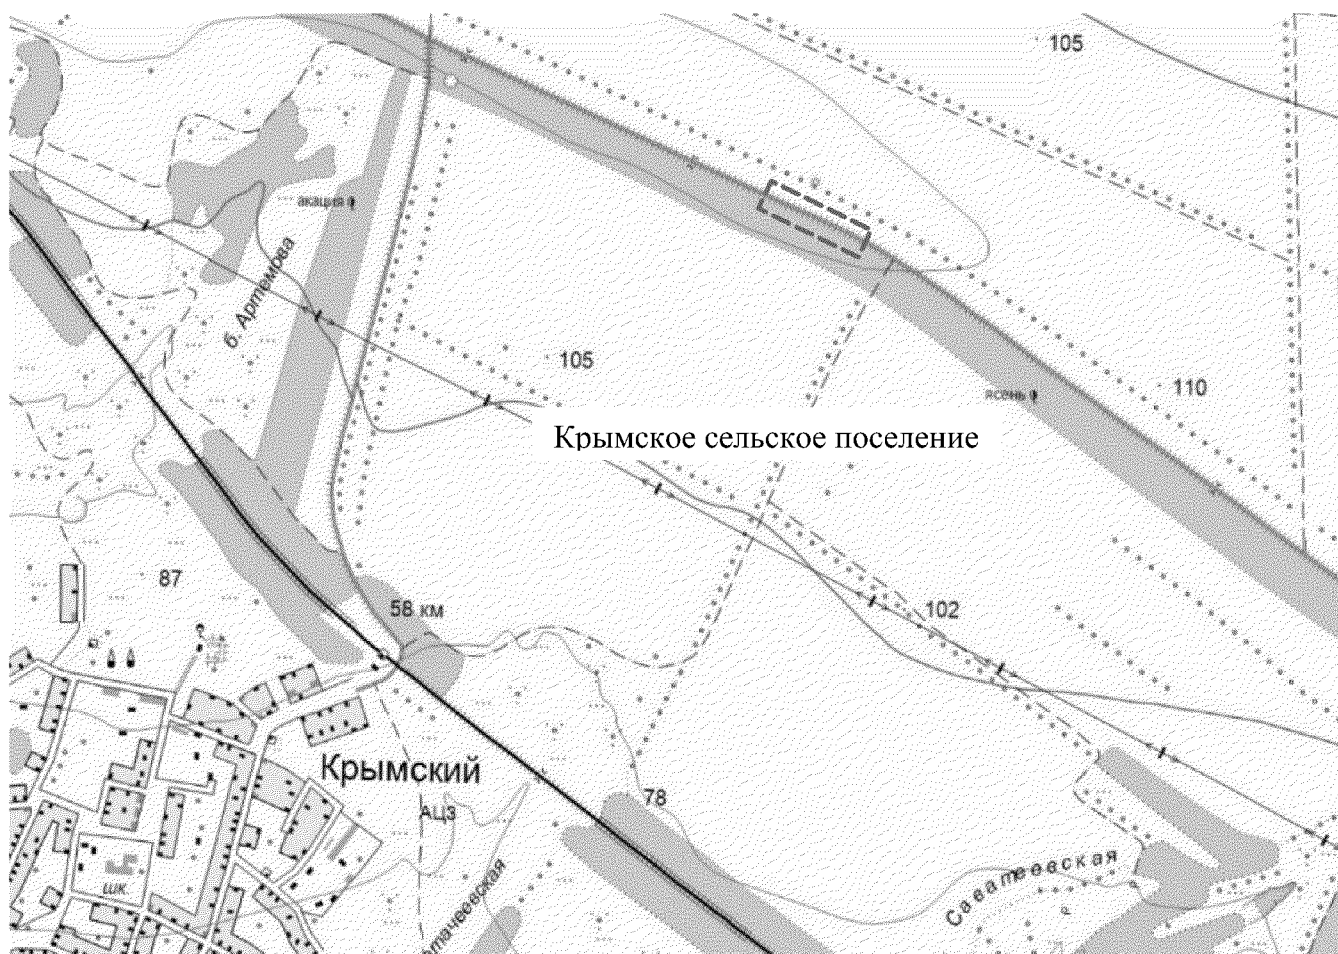 105
акация
б. Артемова
105
110
ясень
Крымское сельское поселение
87
58 км
102
Крымский
78
АЦЗ
Саватеевская
шк.